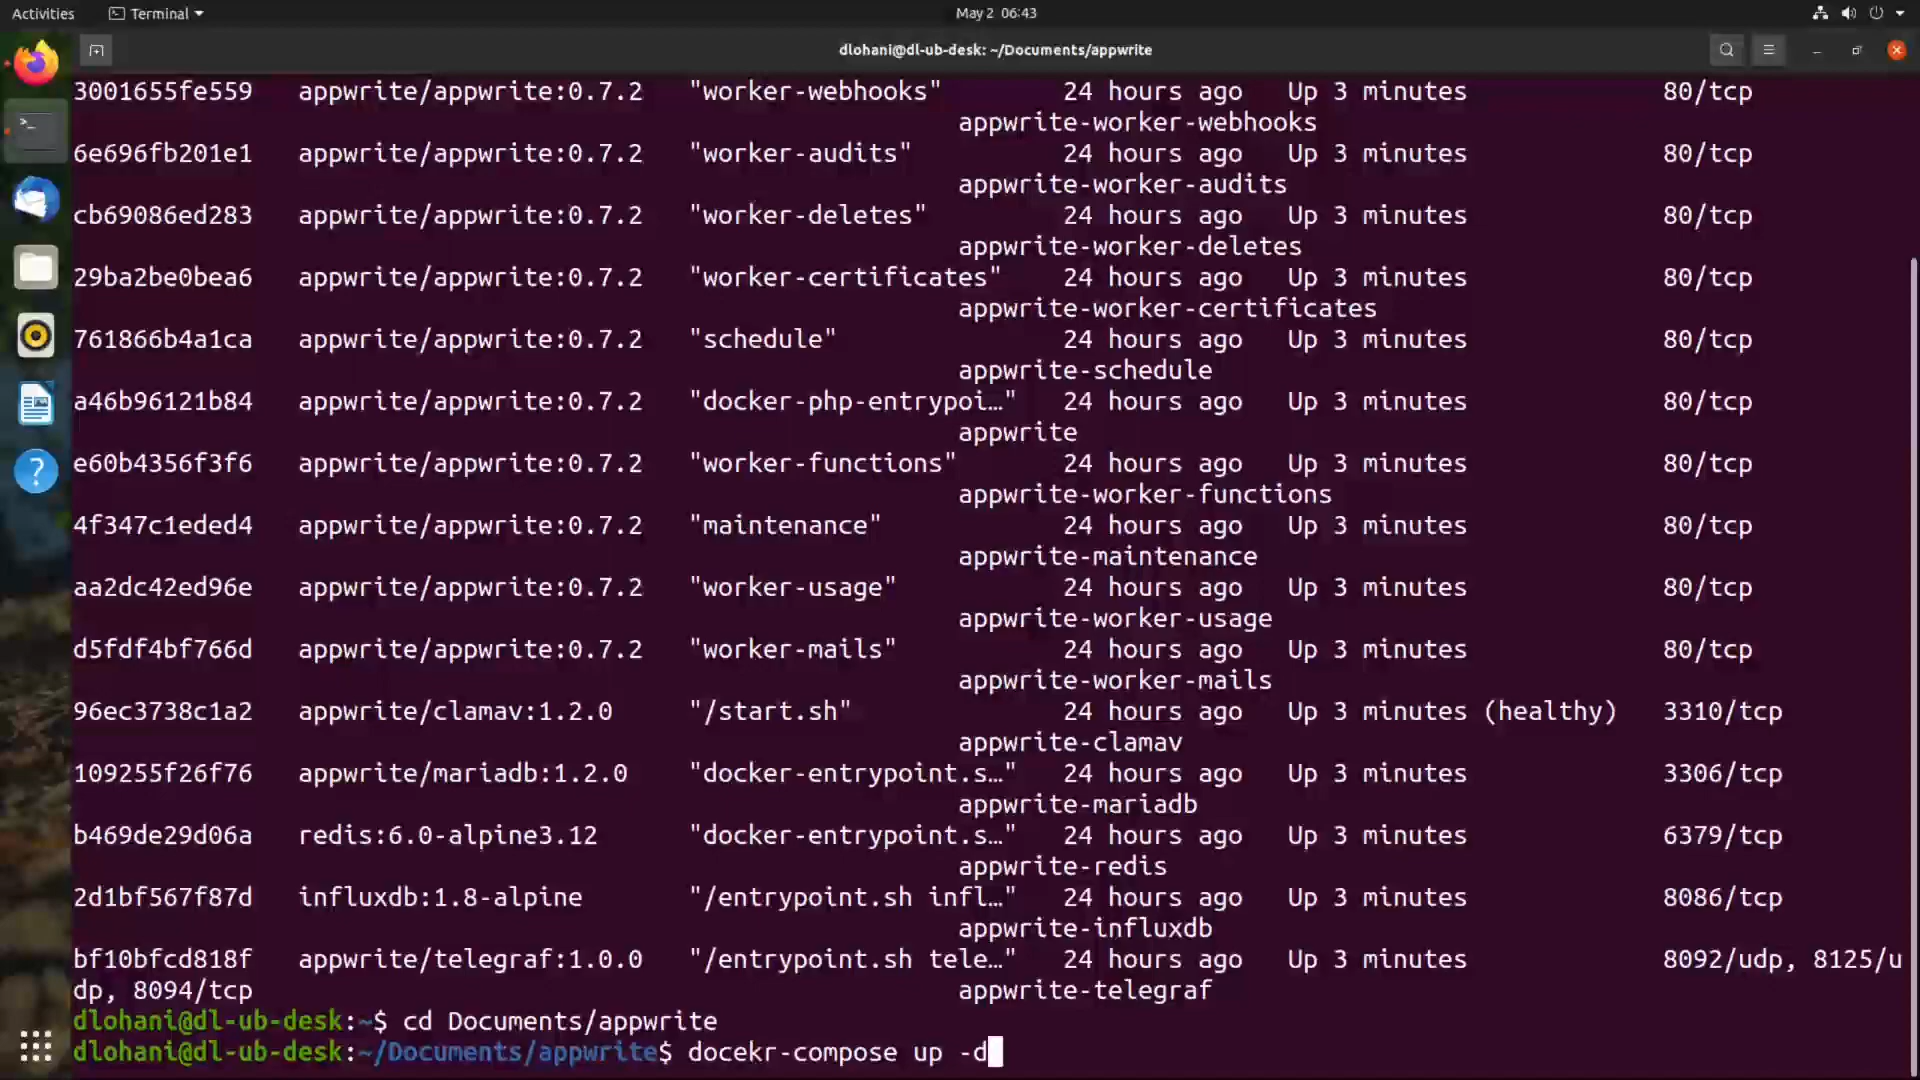 Activities Terminal May 2 06:43
dlohani@dl-ub-desk: ~/Documents/appwrite
3001655fe559 appwrite/appwrite:0.7.2 "worker-webhooks" 24 hours ago Up 3 minutes 80/tcp
appwrite-worker-webhooks
6e696fb201e1 appwrite/appwrite:0.7.2 "worker-audits" 24 hours ago Up 3 minutes 80/tcp
appwrite-worker-audits
cb69086ed283 appwrite/appwrite:0.7.2 "worker-deletes" 24 hours ago Up 3 minutes 80/tcp
appwrite-worker-deletes
29ba2be0bea6 appwrite/appwrite:0.7.2 "worker-certificates" 24 hours ago Up 3 minutes 80/tcp
appwrite-worker-certificates
761866b4a1ca appwrite/appwrite:0.7.2 "schedule" 24 hours ago Up 3 minutes 80/tcp
appwrite-schedule
a46b96121b84 appwrite/appwrite:0.7.2 "docker-php-entrypoi…" 24 hours ago Up 3 minutes 80/tcp
appwrite
e60b4356f3f6 appwrite/appwrite:0.7.2 "worker-functions" 24 hours ago Up 3 minutes 80/tcp
appwrite-worker-functions
4f347c1eded4 appwrite/appwrite:0.7.2 "maintenance" 24 hours ago Up 3 minutes 80/tcp
appwrite-maintenance
aa2dc42ed96e appwrite/appwrite:0.7.2 "worker-usage" 24 hours ago Up 3 minutes 80/tcp
appwrite-worker-usage
d5fdf4bf766d appwrite/appwrite:0.7.2 "worker-mails" 24 hours ago Up 3 minutes 80/tcp
appwrite-worker-mails
96ec3738c1a2 appwrite/clamav:1.2.0 "/start.sh" 24 hours ago Up 3 minutes (healthy) 3310/tcp
appwrite-clamav
109255f26f76 appwrite/mariadb:1.2.0 "docker-entrypoint.s…" 24 hours ago Up 3 minutes 3306/tcp
appwrite-mariadb
b469de29d06a redis:6.0-alpine3.12 "docker-entrypoint.s…" 24 hours ago Up 3 minutes 6379/tcp
appwrite-redis
2d1bf567f87d influxdb:1.8-alpine "/entrypoint.sh infl…" 24 hours ago Up 3 minutes 8086/tcp
appwrite-influxdb
bf10bfcd818f appwrite/telegraf:1.0.0 "/entrypoint.sh tele…" 24 hours ago Up 3 minutes 8092/udp, 8125/u
dp, 8094/tcp appwrite-telegraf
dlohani@dl-ub-desk:~$ cd Documents/appwrite
dlohani@dl-ub-desk:~/Documents/appwrite$ docekr-compose up -d